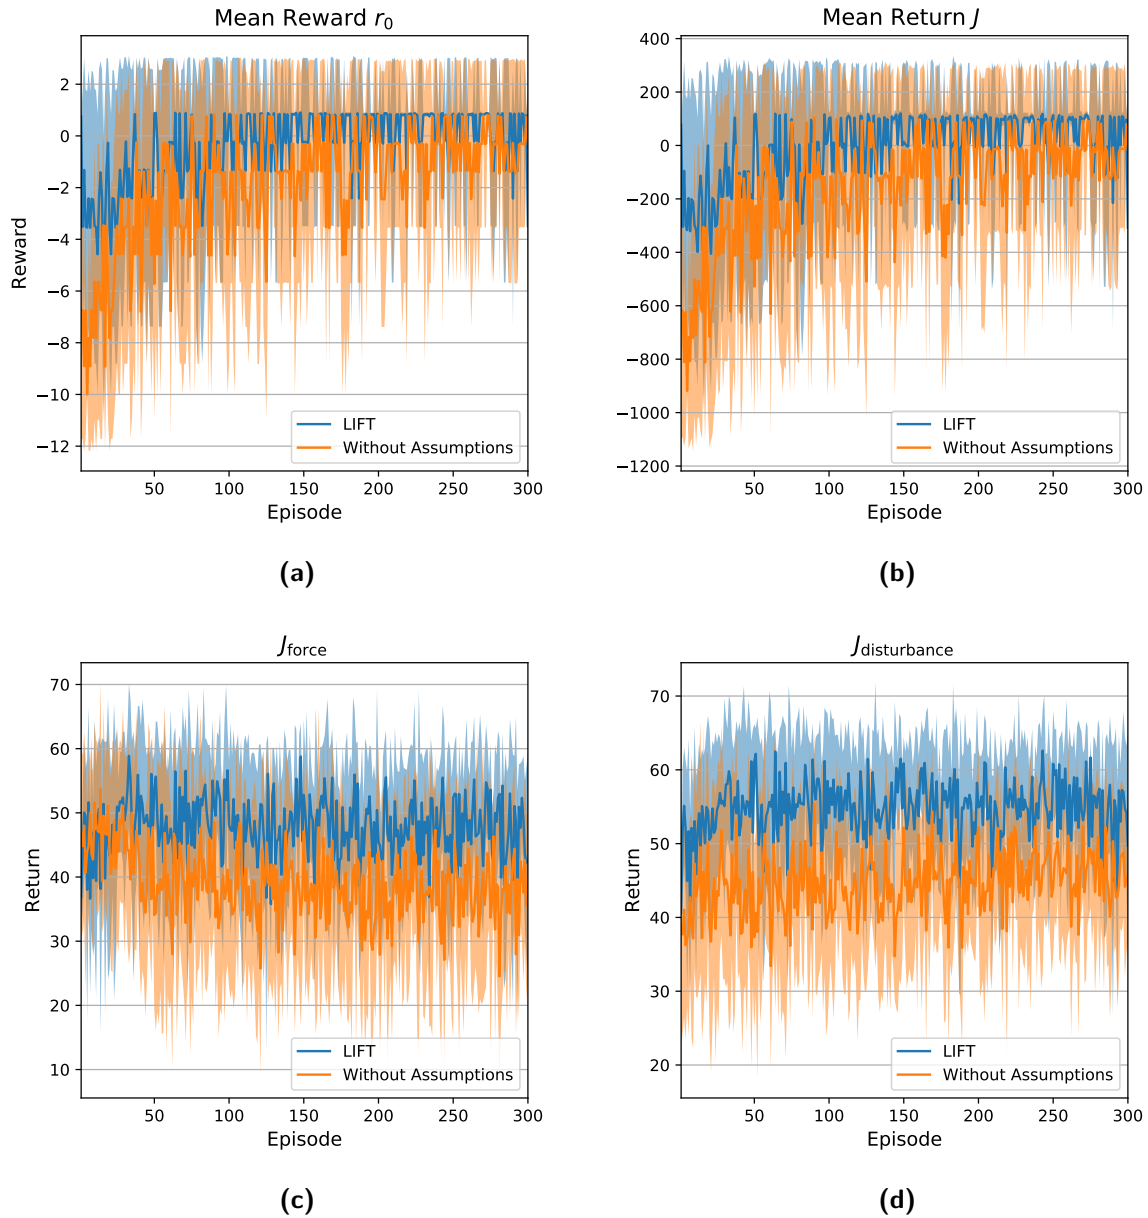 Mean Reward r₀
2
0
−2
−4
−6
−8
−10
−12
Reward
50 100 150 200 250 300
Episode
LIFT
Without Assumptions
(a)
Mean Return J
400
200
0
−200
−400
−600
−800
−1000
−1200
50 100 150 200 250 300
Episode
LIFT
Without Assumptions
(b)
J_force
70
60
50
40
30
20
10
Return
50 100 150 200 250 300
Episode
LIFT
Without Assumptions
(c)
J_disturbance
70
60
50
40
30
20
Return
50 100 150 200 250 300
Episode
LIFT
Without Assumptions
(d)